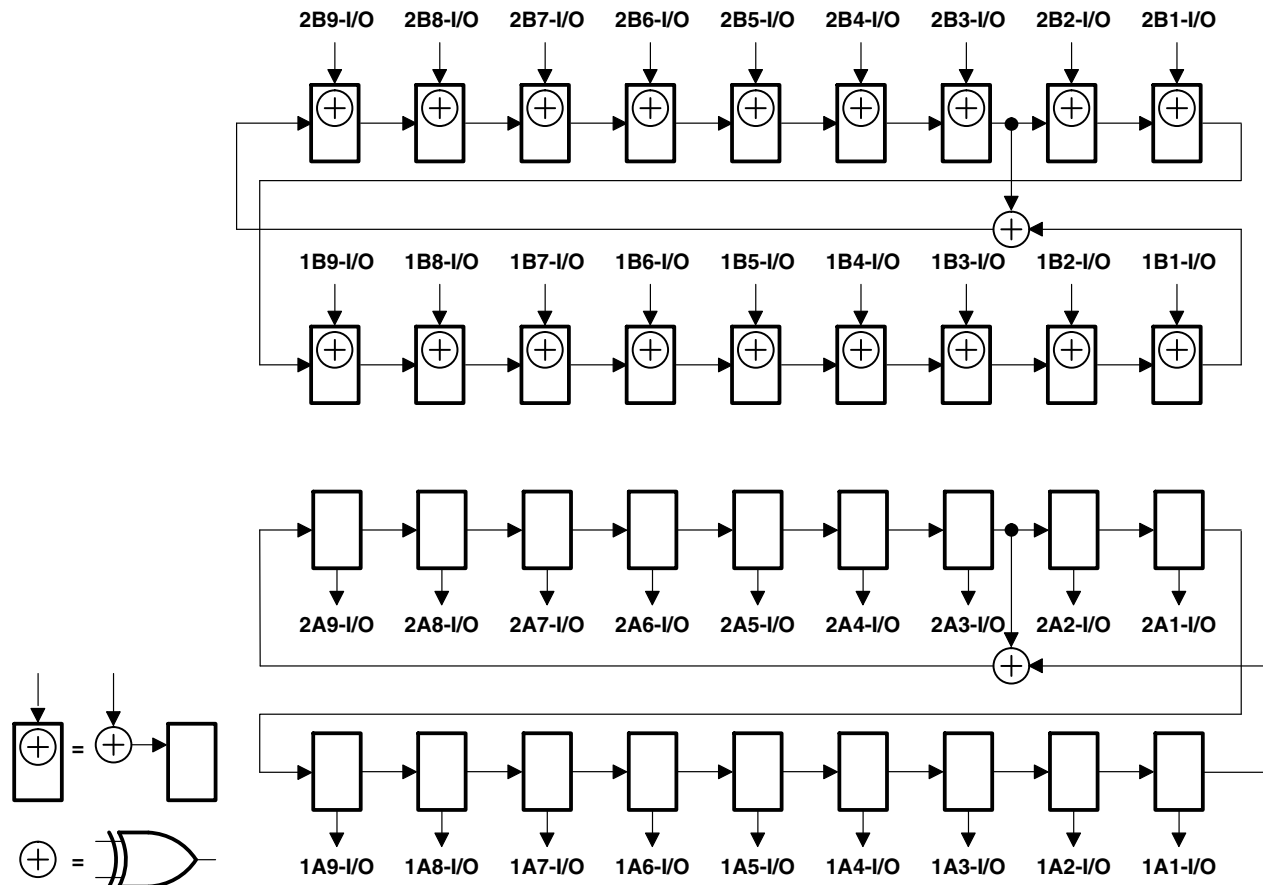 2B9-I/O 2B8-I/O 2B7-I/O 2B6-I/O 2B5-I/O 2B4-I/O 2B3-I/O 2B2-I/O 2B1-I/O
1B9-I/O 1B8-I/O 1B7-I/O 1B6-I/O 1B5-I/O 1B4-I/O 1B3-I/O 1B2-I/O 1B1-I/O
2A9-I/O 2A8-I/O 2A7-I/O 2A6-I/O 2A5-I/O 2A4-I/O 2A3-I/O 2A2-I/O 2A1-I/O
=
=
1A9-I/O 1A8-I/O 1A7-I/O 1A6-I/O 1A5-I/O 1A4-I/O 1A3-I/O 1A2-I/O 1A1-I/O